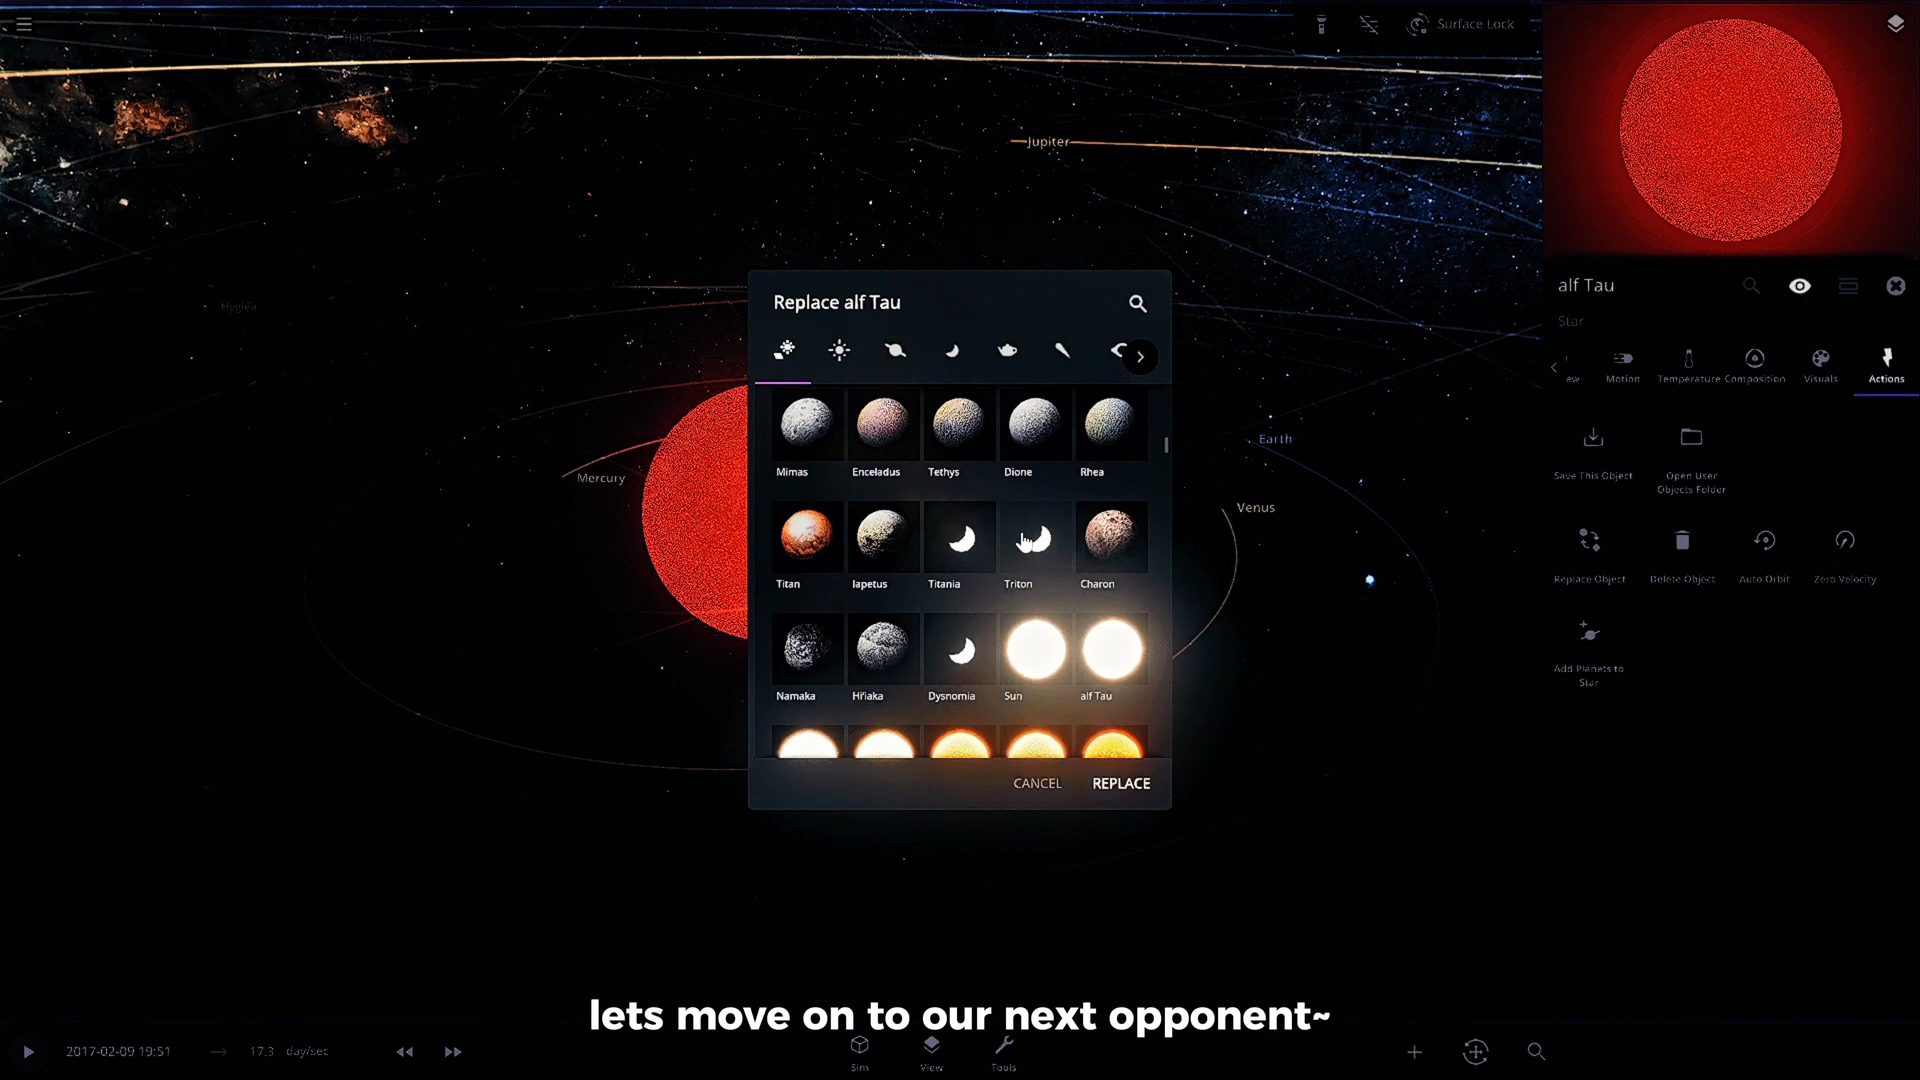 Hebe
Surface Lock
Jupiter
Hygiea
Mercury
Earth
Venus
Replace alf Tau
Mimas
Enceladus
Tethys
Dione
Rhea
Titan
Iapetus
Titania
Triton
Charon
Namaka
Hi'iaka
Dysnomia
Sun
alf Tau
CANCEL
REPLACE
alf Tau
Star
ew
Motion
Temperature
Composition
Visuals
Actions
Save This Object
Open User
Objects Folder
Replace Object
Delete Object
Auto Orbit
Zero Velocity
Add Planets to
Star
lets move on to our next opponent~
2017-02-09 19:51
17.3 day/sec
Sim
View
Tools